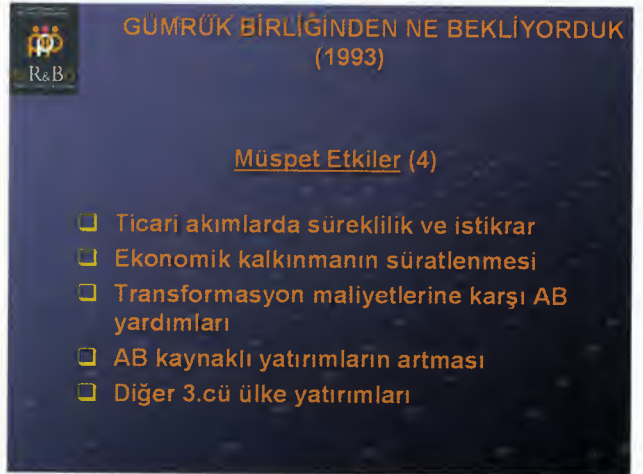 R&B
GÜMRÜK BİRLİĞİNDEN NE BEKLİYORDUK
(1993)
Müspet Etkiler (4)
Ticari akımlarda süreklilik ve istikrar
Ekonomik kalkınmanın süratlenmesi
Transformasyon maliyetlerine karşı AB
yardımları
AB kaynaklı yatırımların artması
Diğer 3.cü ülke yatırımları